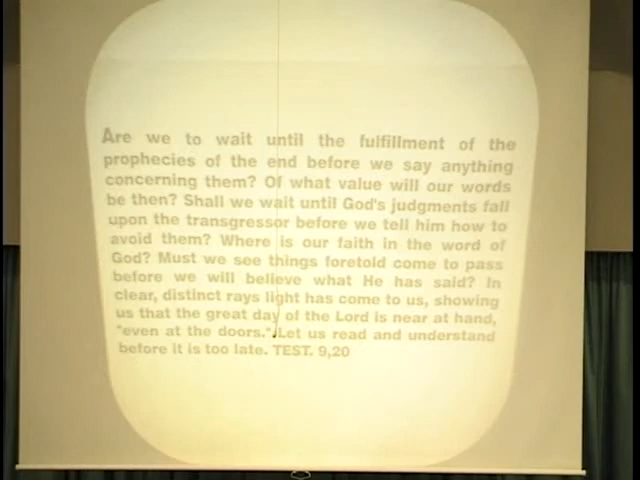 Are we to wait until the fulfillment of the
prophecies of the end before we say anything
concerning them? Of what value will our words
be then? Shall we wait until God's judgments fall
upon the transgressor before we tell him how to
avoid them? Where is our faith in the word of
God? Must we see things foretold come to pass
before we will believe what He has said? In
clear, distinct rays light has come to us, showing
us that the great day of the Lord is near at hand,
"even at the doors." Let us read and understand
before it is too late. TEST. 9,20